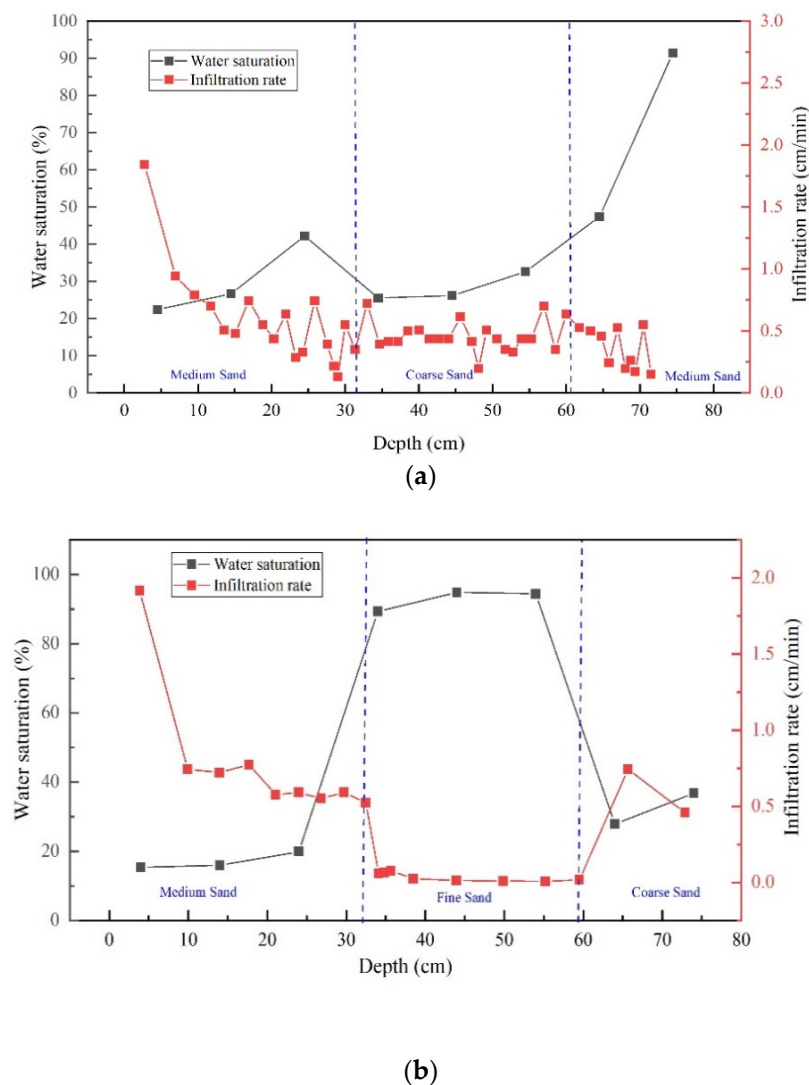 100
90
80
70
60
50
40
30
20
10
0
Water saturation (%)
Water saturation
Infiltration rate
3.0
2.5
2.0
1.5
1.0
0.5
0.0
Infiltration rate (cm/min)
Medium Sand
Coarse Sand
Medium Sand
0 10 20 30 40 50 60 70 80
Depth (cm)
(a)
100
80
60
40
20
0
Water saturation (%)
Water saturation
Infiltration rate
2.0
1.5
1.0
0.5
0.0
Infiltration rate (cm/min)
Medium Sand
Fine Sand
Coarse Sand
0 10 20 30 40 50 60 70 80
Depth (cm)
(b)